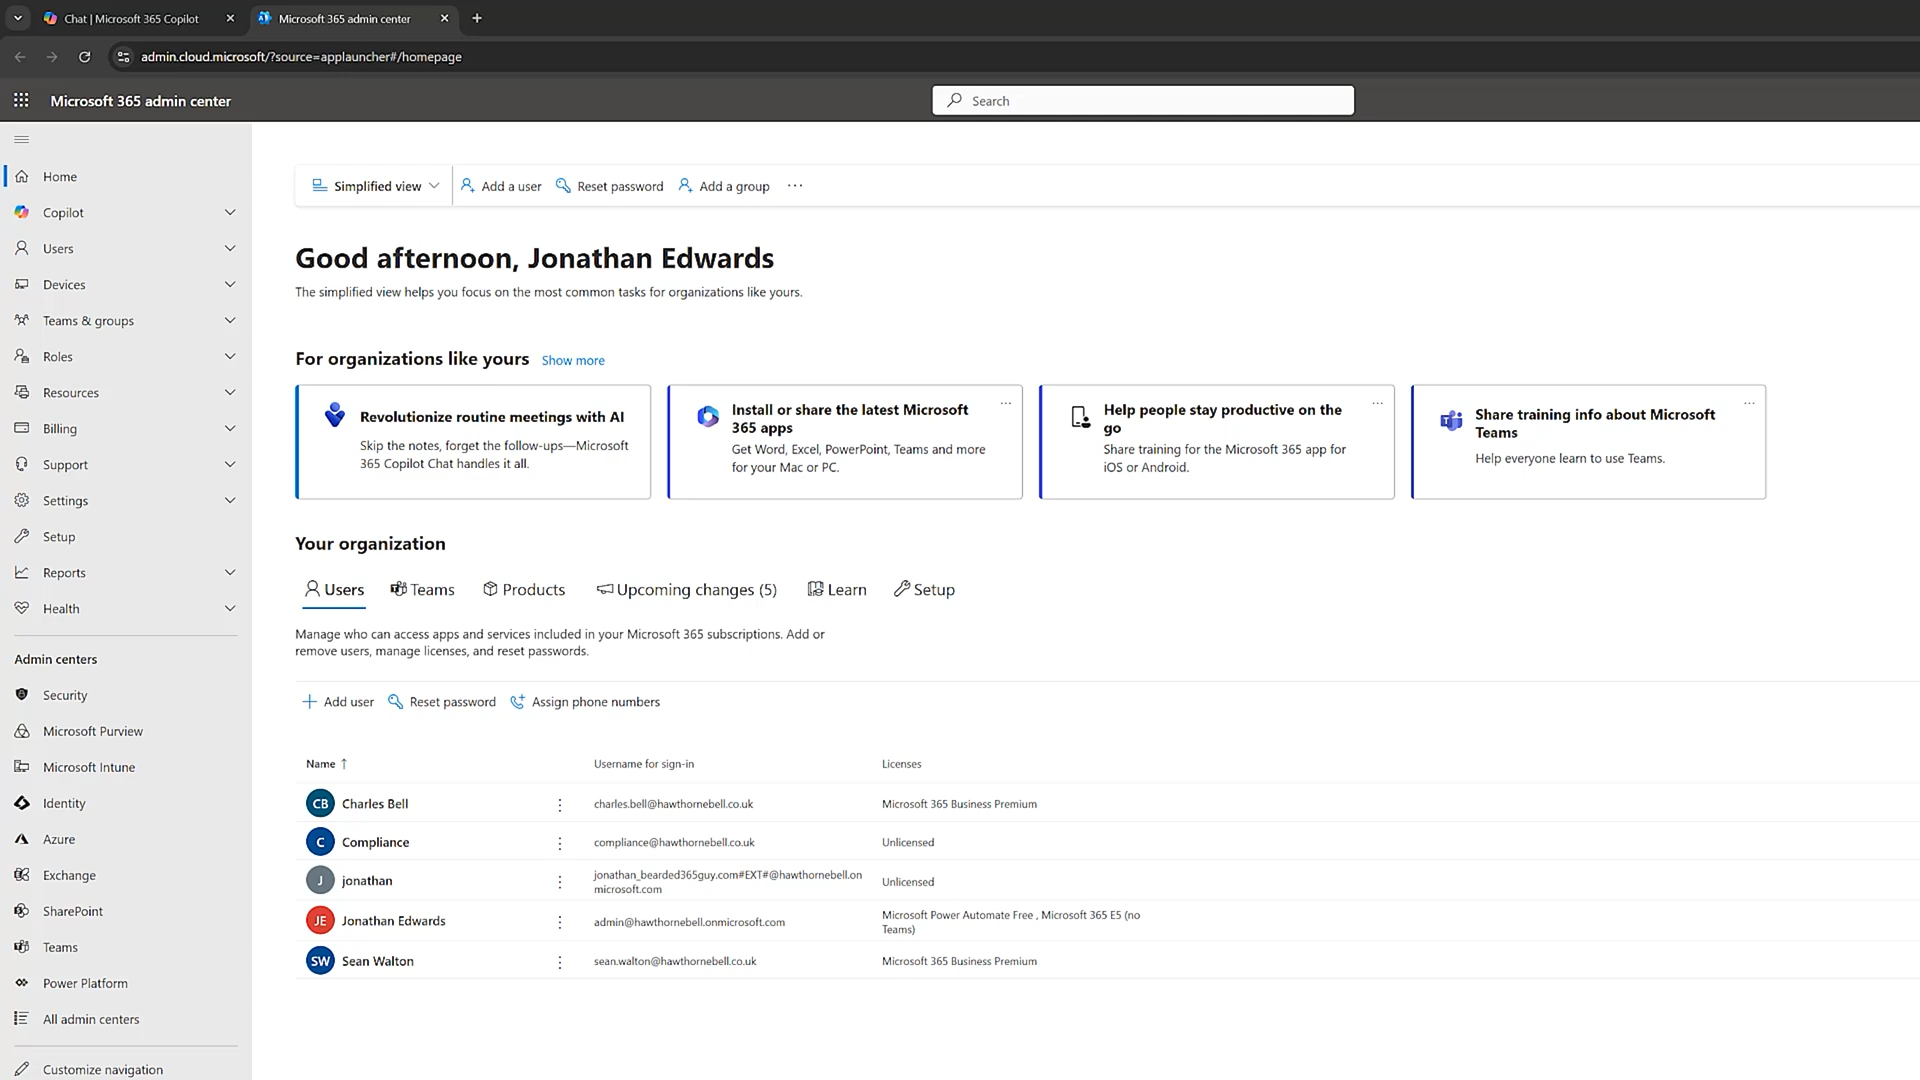 Chat | Microsoft 365 Copilot
Microsoft 365 admin center
admin.cloud.microsoft/?source=applauncher#/homepage
Microsoft 365 admin center
Search
Home
Copilot
Users
Devices
Teams & groups
Roles
Resources
Billing
Support
Settings
Setup
Reports
Health
Admin centers
Security
Microsoft Purview
Microsoft Intune
Identity
Azure
Exchange
SharePoint
Teams
Power Platform
All admin centers
Customize navigation
Simplified view
Add a user
Reset password
Add a group
Good afternoon, Jonathan Edwards
The simplified view helps you focus on the most common tasks for organizations like yours.
For organizations like yours Show more
Revolutionize routine meetings with AI
Skip the notes, forget the follow-ups—Microsoft
365 Copilot Chat handles it all.
Install or share the latest Microsoft
365 apps
Get Word, Excel, PowerPoint, Teams and more
for your Mac or PC.
Help people stay productive on the
go
Share training for the Microsoft 365 app for
iOS or Android.
Share training info about Microsoft
Teams
Help everyone learn to use Teams.
Your organization
Users
Teams
Products
Upcoming changes (5)
Learn
Setup
Manage who can access apps and services included in your Microsoft 365 subscriptions. Add or
remove users, manage licenses, and reset passwords.
Add user
Reset password
Assign phone numbers
Name ↑ Username for sign-in Licenses
CB Charles Bell charles.bell@hawthornebell.co.uk Microsoft 365 Business Premium
C Compliance compliance@hawthornebell.co.uk Unlicensed
J jonathan jonathan_bearded365guy.com#EXT#@hawthornebell.on
microsoft.com Unlicensed
JE Jonathan Edwards admin@hawthornebell.onmicrosoft.com Microsoft Power Automate Free , Microsoft 365 E5 (no
Teams)
SW Sean Walton sean.walton@hawthornebell.co.uk Microsoft 365 Business Premium